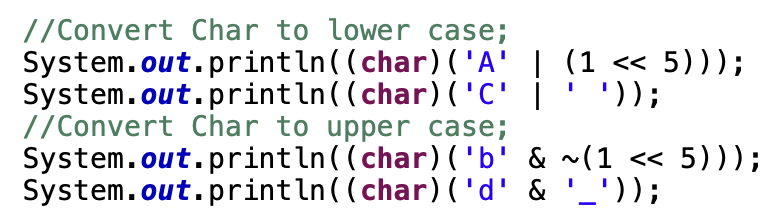 //Convert Char to lower case;
System.out.println((char)('A' | (1 << 5)));
System.out.println((char)('C' | ' '));
//Convert Char to upper case;
System.out.println((char)('b' & ~(1 << 5)));
System.out.println((char)('d' & '_'));